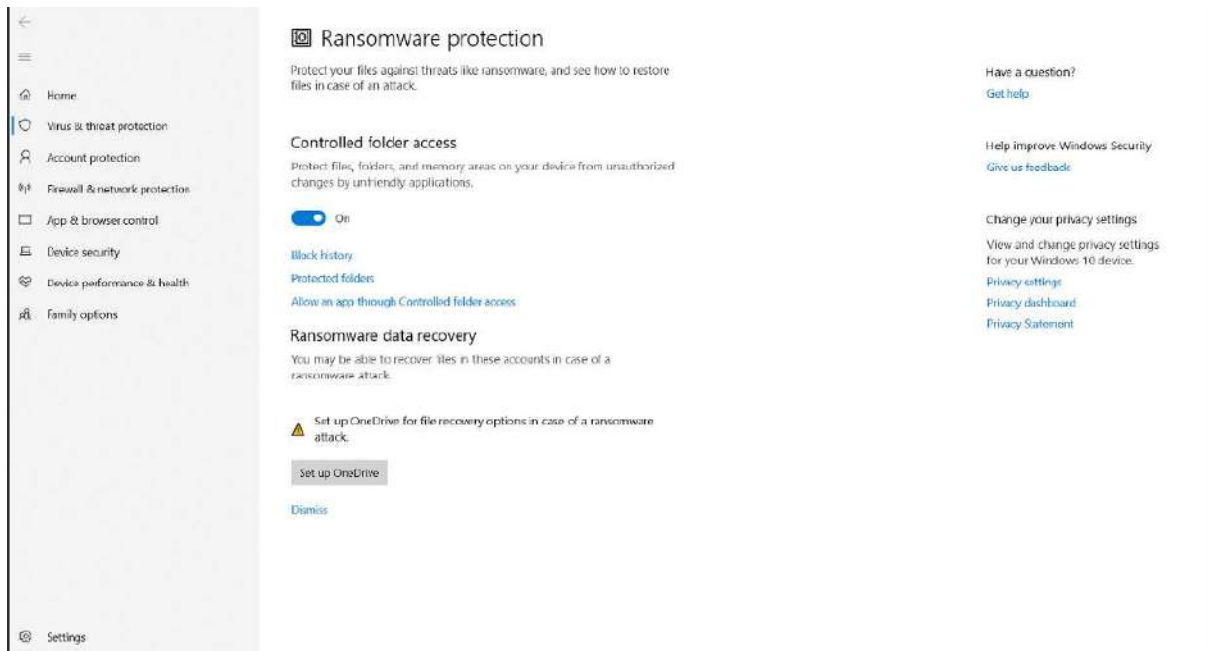 Home
Virus & threat protection
Account protection
Firewall & network protection
App & browser control
Device security
Device performance & health
Family options
Settings
Ransomware protection
Protect your files against threats like ransomware, and see how to restore
files in case of an attack.
Controlled folder access
Protect files, folders, and memory areas on your device from unauthorized
changes by unfriendly applications.
On
Block history
Protected folders
Allow an app through Controlled folder access
Ransomware data recovery
You may be able to recover files in these accounts in case of a
ransomware attack.
Set up OneDrive for file recovery options in case of a ransomware
attack.
Set up OneDrive
Dismiss
Have a question?
Get help
Help improve Windows Security
Give us feedback
Change your privacy settings
View and change privacy settings
for your Windows 10 device.
Privacy settings
Privacy dashboard
Privacy Statement